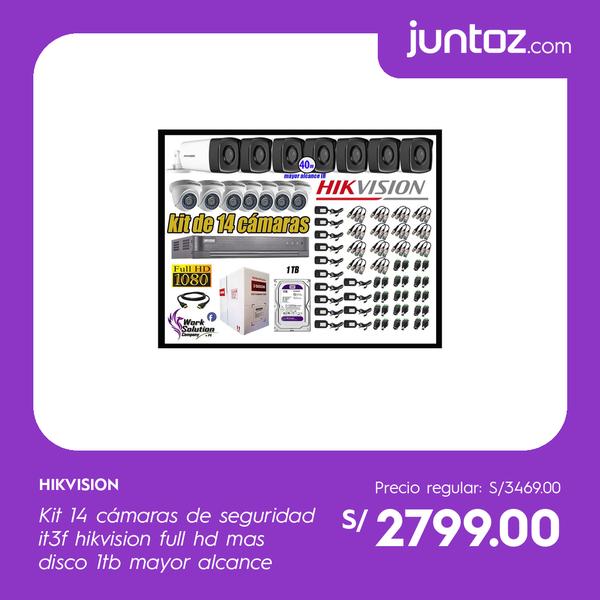 juntoz.com
HIKVISION
40m
mayor alcance IR
HIKVISION
kit de 14 cámaras
Full HD
1080
1 TB
Work
Solution
Company
HIKVISION
Kit 14 cámaras de seguridad
it3f hikvision full hd mas
disco 1tb mayor alcance
Precio regular: S/3469.00
S/ 2799.00